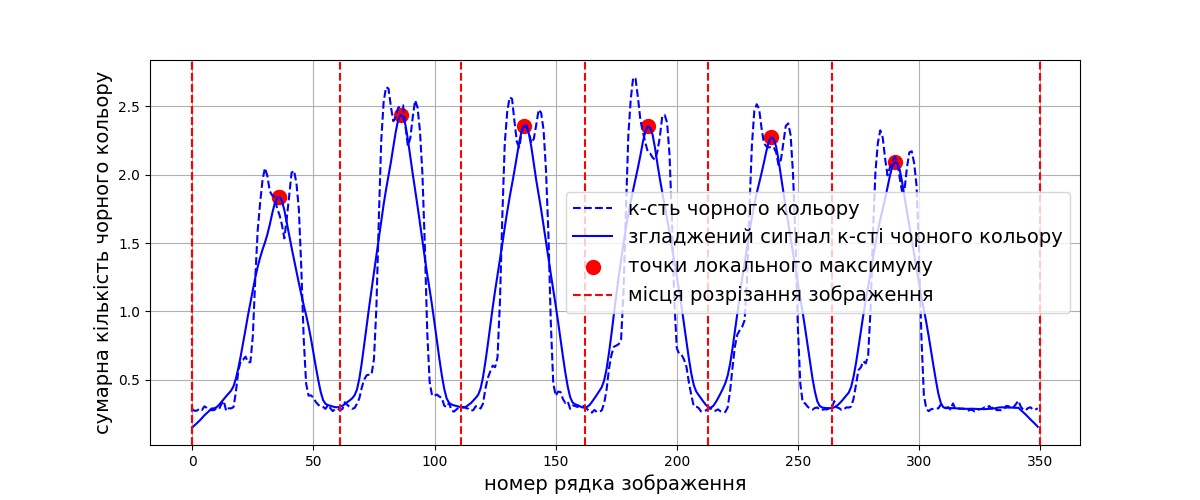 сумарна кількість чорного кольору
2.5
2.0
1.5
1.0
0.5
к-сть чорного кольору
згладжений сигнал к-сті чорного кольору
точки локального максимуму
місця розрізання зображення
0 50 100 150 200 250 300 350
номер рядка зображення